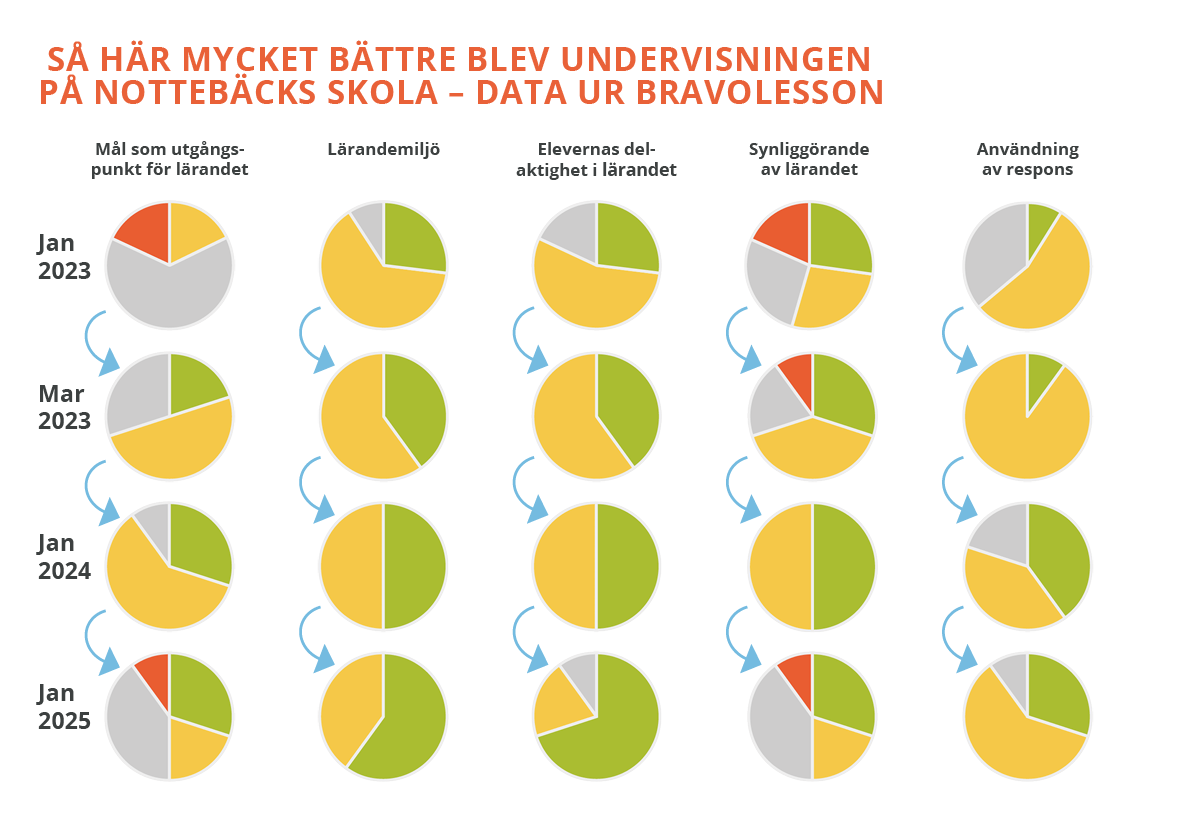 SÅ HÄR MYCKET BÄTTRE BLEV UNDERVISNINGEN
PÅ NOTTEBÄCKS SKOLA – DATA UR BRAVOLESSON
Mål som utgångs-
punkt för lärandet
Lärandemiljö
Elevernas del-
aktighet i lärandet
Synliggörande
av lärandet
Användning
av respons
Jan
2023
Mar
2023
Jan
2024
Jan
2025